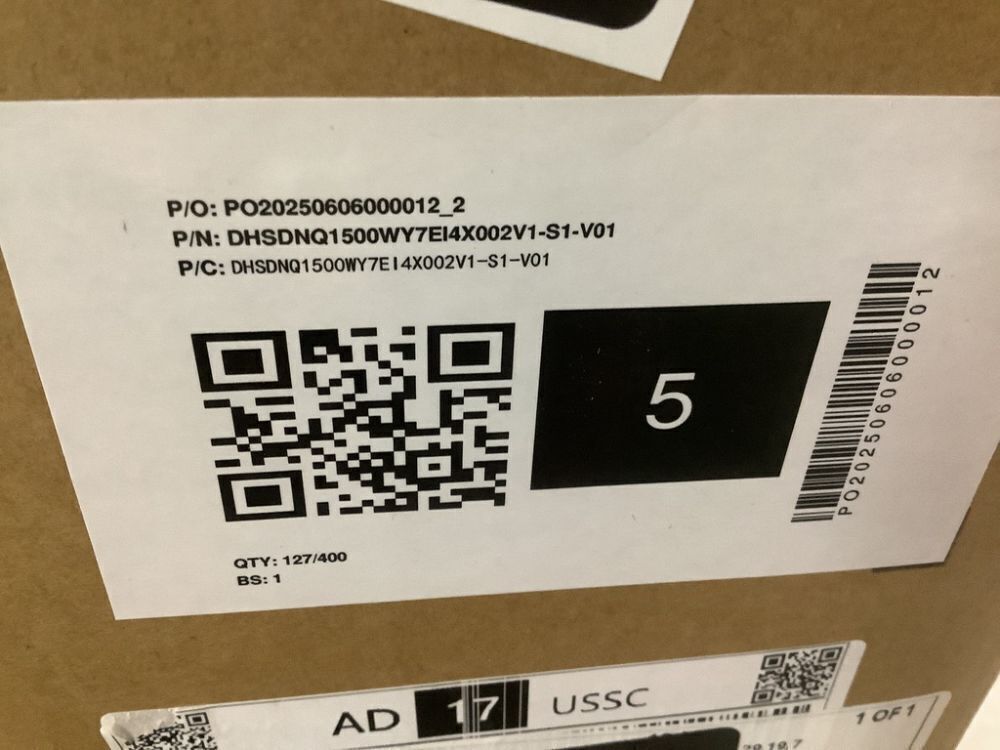 P/O: PO20250606000012_2
P/N: DHSDNQ1500WY7EI4X002V1-S1-V01
P/C: DHSDNQ1500WY7EI4X002V1-S1-V01
5
PO20250606000012
QTY: 127/400
BS: 1
AD 17 USSC
1 OF 1